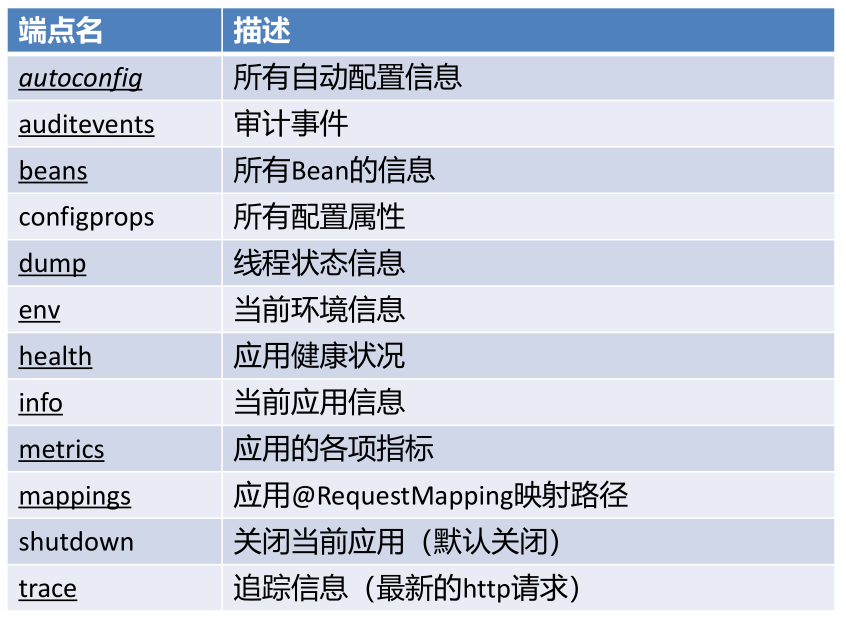 端点名 描述
autoconfig 所有自动配置信息
auditevents 审计事件
beans 所有Bean的信息
configprops 所有配置属性
dump 线程状态信息
env 当前环境信息
health 应用健康状况
info 当前应用信息
metrics 应用的各项指标
mappings 应用@RequestMapping映射路径
shutdown 关闭当前应用（默认关闭）
trace 追踪信息（最新的http请求）